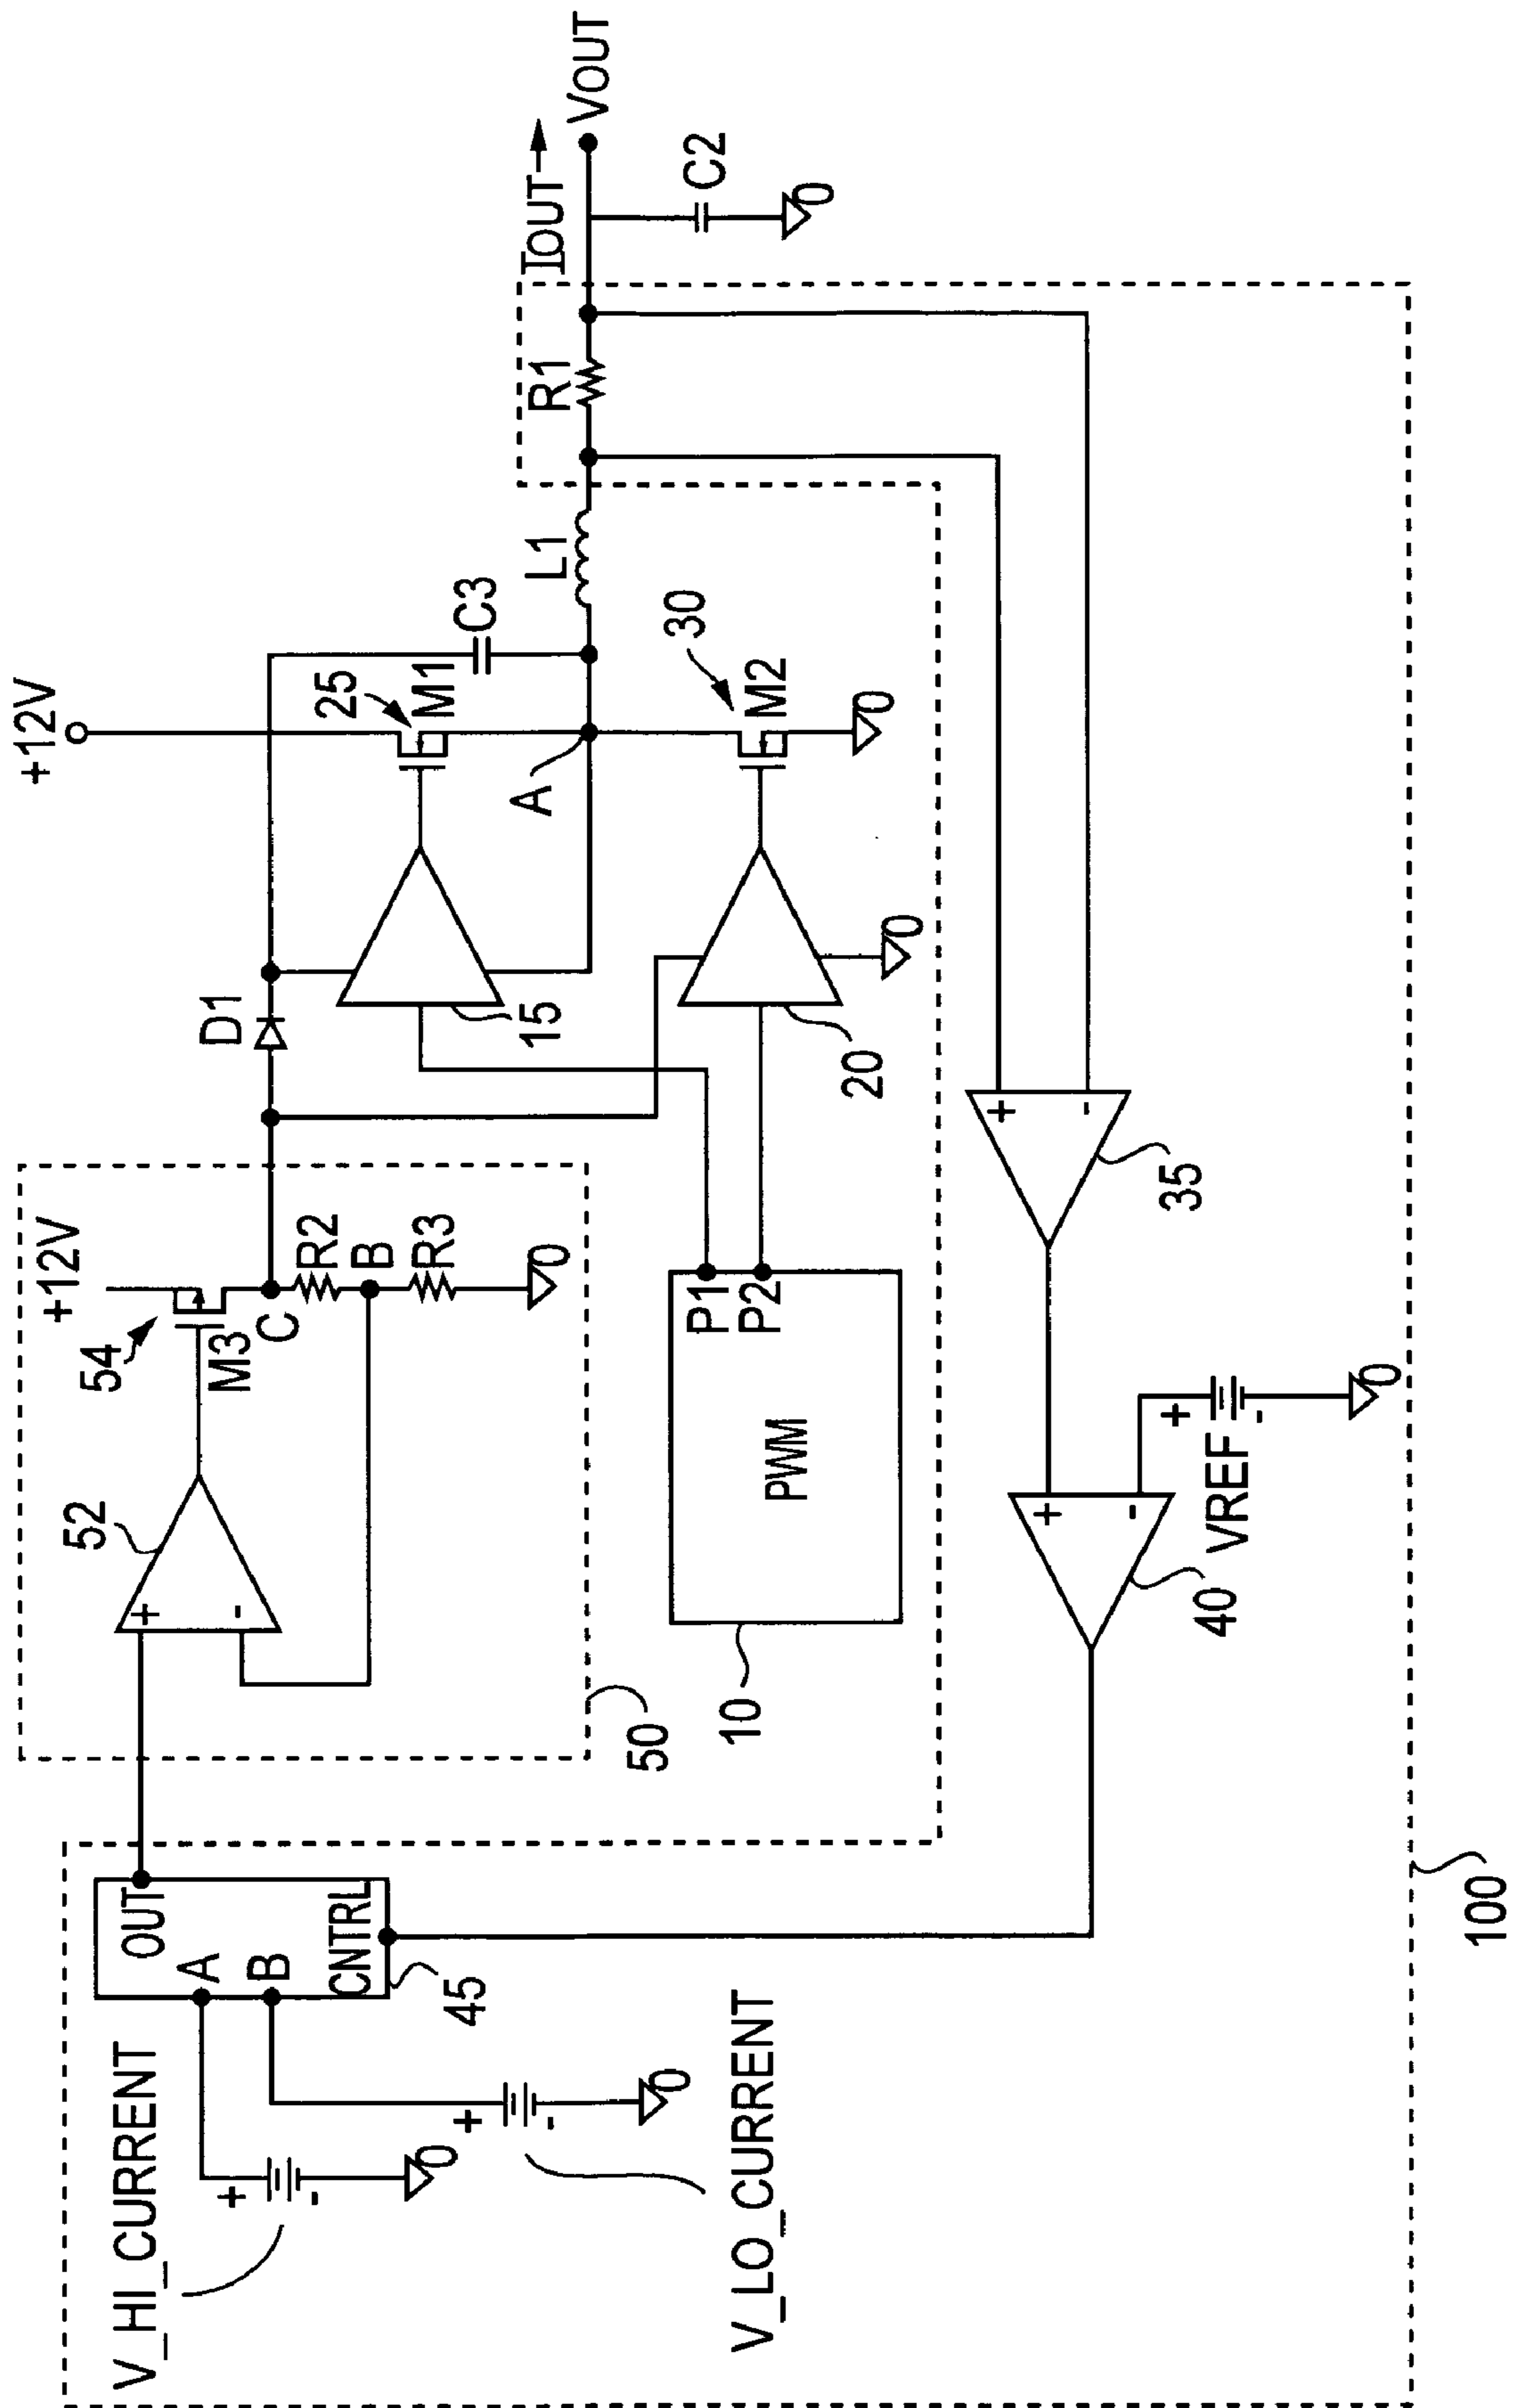 +12V
+12V
54
M3
C
R2
B
R3
0
52
+
-
50
D1
15
25
M1
C3
A
L1
R1
IOUT
VOUT
C2
0
30
M2
0
20
0
P1
P2
PWM
10
OUT
A
B
CNTRL
45
V_HI_CURRENT
+
-
0
V_LO_CURRENT
+
-
0
+
-
35
+
-
40
VREF
+
-
0
100